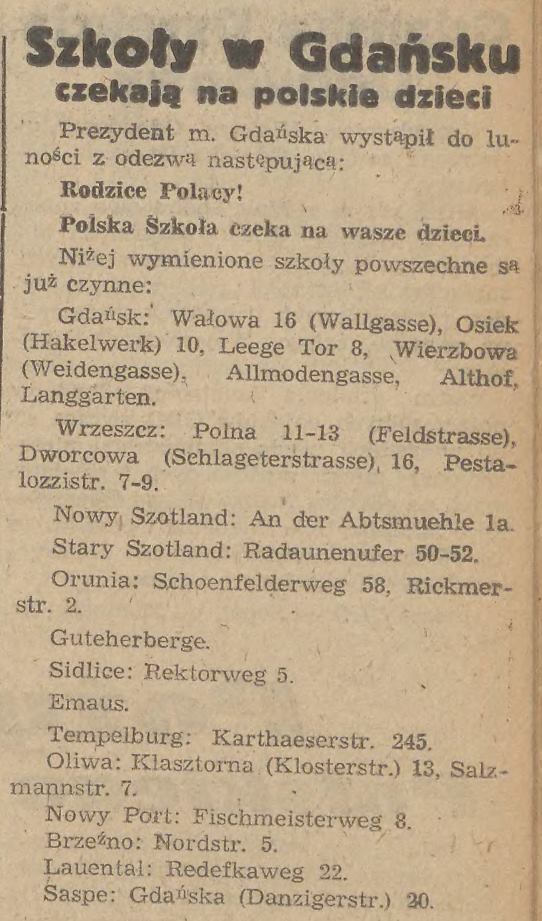 Szkoły w Gdańsku
czekają na polskie dzieci
Prezydent m. Gdańska wystąpił do lu-
ności z odezwą następującą:
Rodzice Polacy!
Polska Szkoła czeka na wasze dzieci.
Niżej wymienione szkoły powszechne są
już czynne:
Gdańsk: Wałowa 16 (Wallgasse), Osiek
(Hakelwerk) 10, Leege Tor 8, Wierzbowa
(Weidengasse), Allmodengasse, Althof,
Langgarten.
Wrzeszcz: Polna 11-13 (Feldstrasse),
Dworcowa (Schlageterstrasse) 16, Pesta-
lozzistr. 7-9.
Nowy Szotland: An der Abtsmuehle 1a.
Stary Szotland: Radaunenufer 50-52.
Orunia: Schoenfelderweg 58, Rickmer-
str. 2.
Guteherberge.
Sidlice: Rektorweg 5.
Emaus.
Tempelburg: Karthaeserstr. 245.
Oliwa: Klasztorna (Klosterstr.) 13, Salz-
mannstr. 7.
Nowy Port: Fischmeisterweg 8.
Brzeźno: Nordstr. 5.
Lauental: Redefkaweg 22.
Saspe: Gdańska (Danzigerstr.) 20.